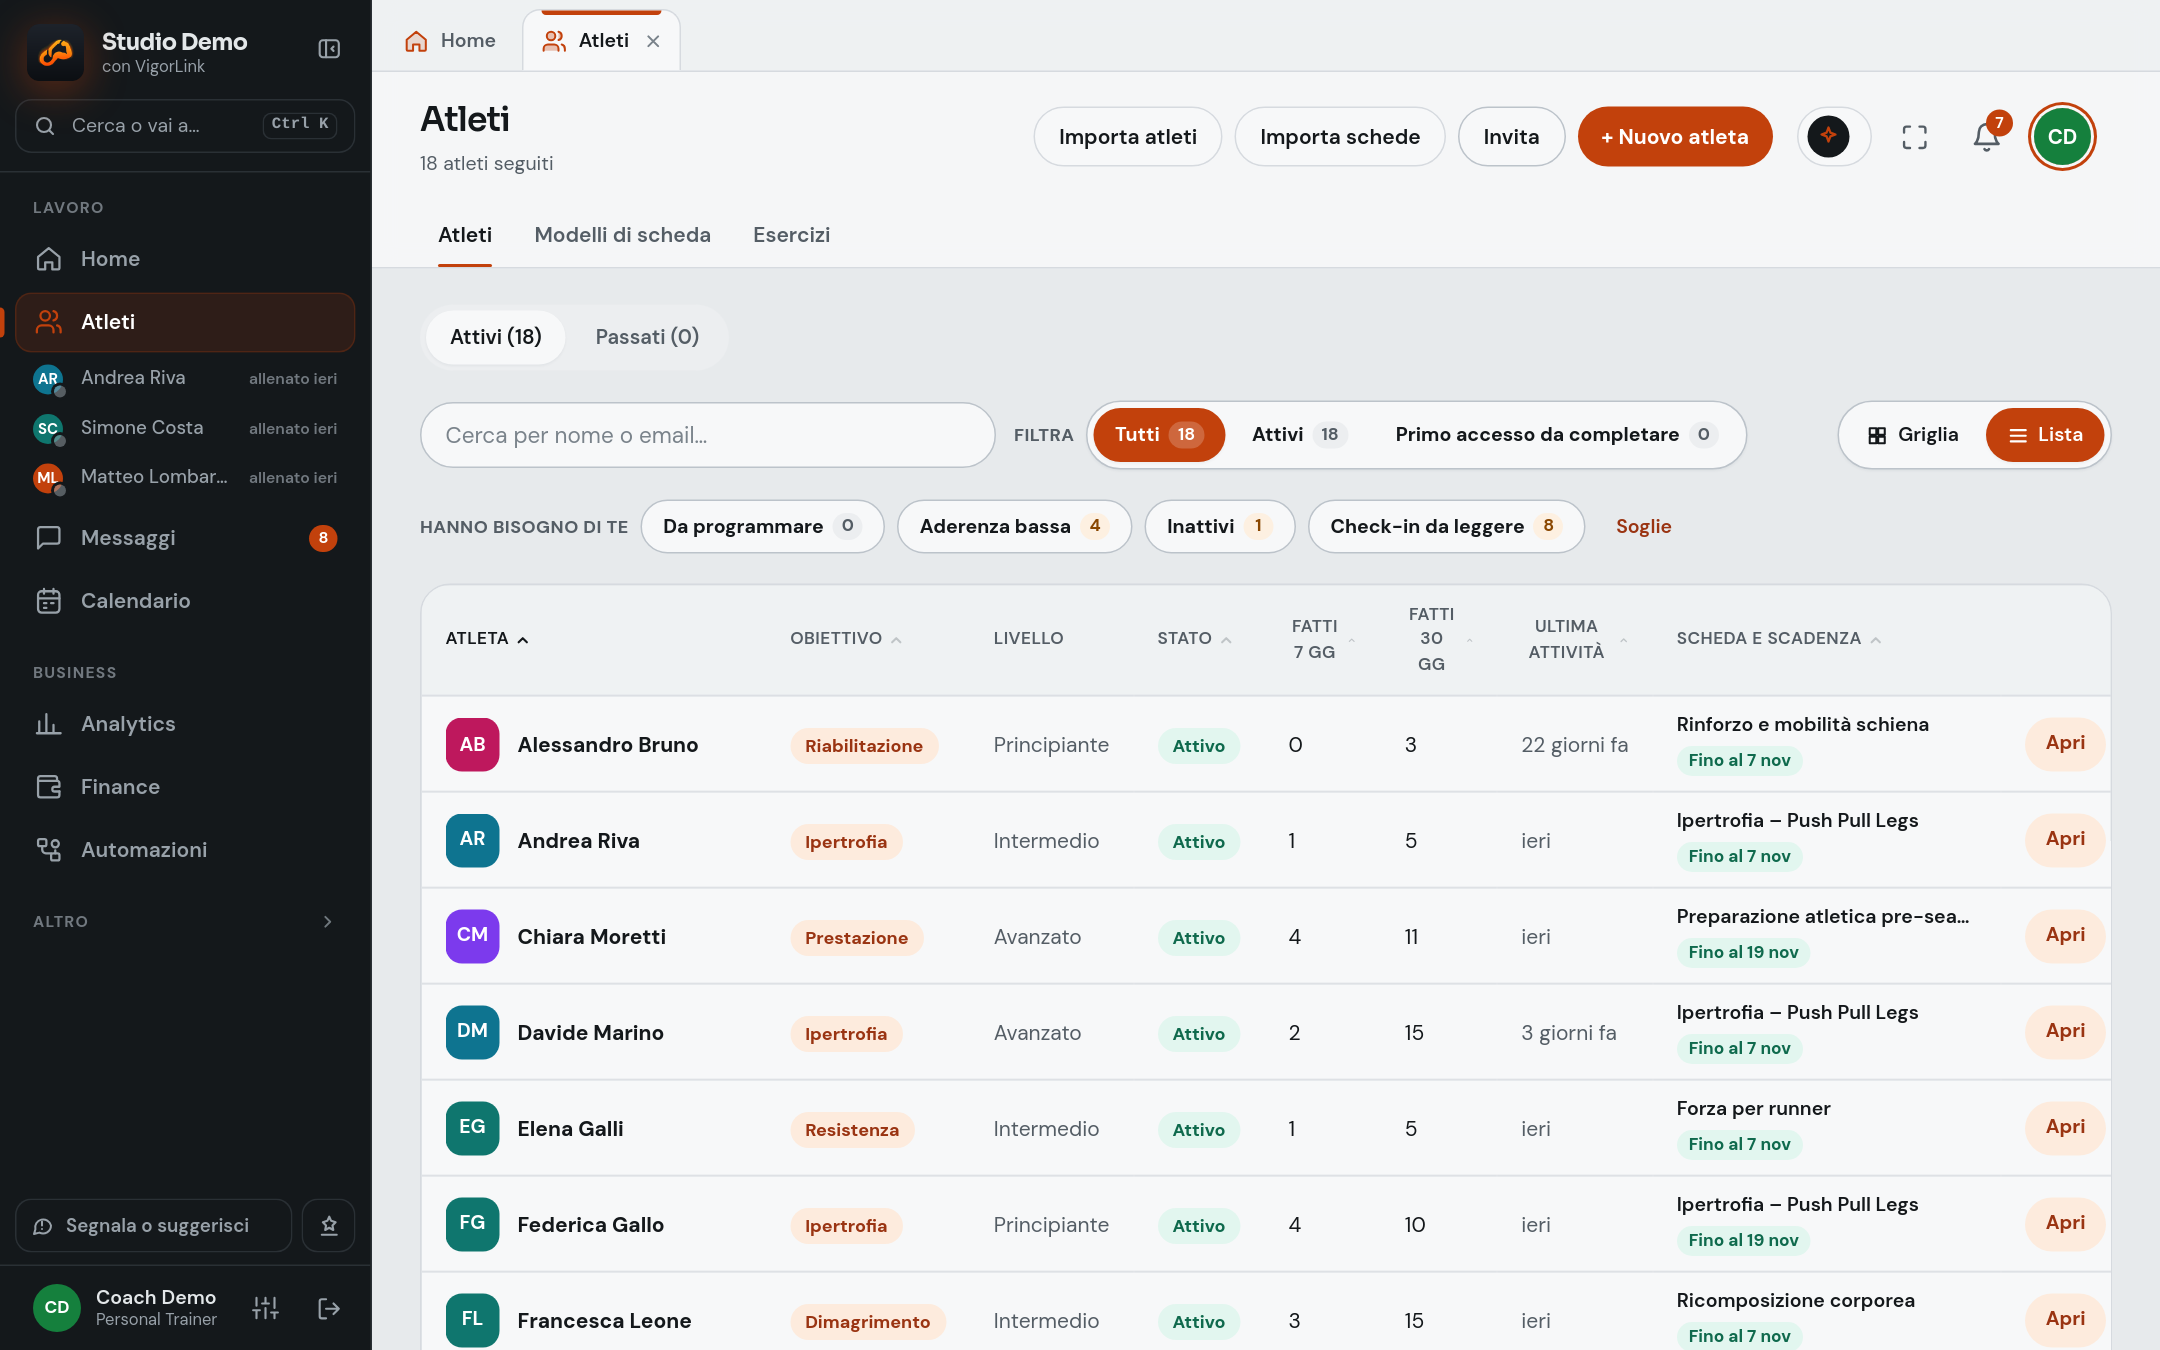 Studio Demo
con VigorLink
Cerca o vai a...
Ctrl K
LAVORO
Home
Atleti
AR Andrea Riva allenato ieri
SC Simone Costa allenato ieri
ML Matteo Lombar... allenato ieri
Messaggi 8
Calendario
BUSINESS
Analytics
Finance
Automazioni
ALTRO
Segnala o suggerisci
CD Coach Demo
Personal Trainer
Home
Atleti
Atleti
18 atleti seguiti
Importa atleti
Importa schede
Invita
+ Nuovo atleta
7
CD
Atleti Modelli di scheda Esercizi
Attivi (18) Passati (0)
Cerca per nome o email...
FILTRA
Tutti 18 Attivi 18 Primo accesso da completare 0
Griglia Lista
HANNO BISOGNO DI TE Da programmare 0 Aderenza bassa 4 Inattivi 1 Check-in da leggere 8 Soglie
ATLETA OBIETTIVO LIVELLO STATO FATTI 7 GG FATTI 30 GG ULTIMA ATTIVITÀ SCHEDA E SCADENZA
AB Alessandro Bruno Riabilitazione Principiante Attivo 0 3 22 giorni fa Rinforzo e mobilità schiena Fino al 7 nov Apri
AR Andrea Riva Ipertrofia Intermedio Attivo 1 5 ieri Ipertrofia – Push Pull Legs Fino al 7 nov Apri
CM Chiara Moretti Prestazione Avanzato Attivo 4 11 ieri Preparazione atletica pre-sea... Fino al 19 nov Apri
DM Davide Marino Ipertrofia Avanzato Attivo 2 15 3 giorni fa Ipertrofia – Push Pull Legs Fino al 7 nov Apri
EG Elena Galli Resistenza Intermedio Attivo 1 5 ieri Forza per runner Fino al 7 nov Apri
FG Federica Gallo Ipertrofia Principiante Attivo 4 10 ieri Ipertrofia – Push Pull Legs Fino al 19 nov Apri
FL Francesca Leone Dimagrimento Intermedio Attivo 3 15 ieri Ricomposizione corporea Fino al 7 nov Apri